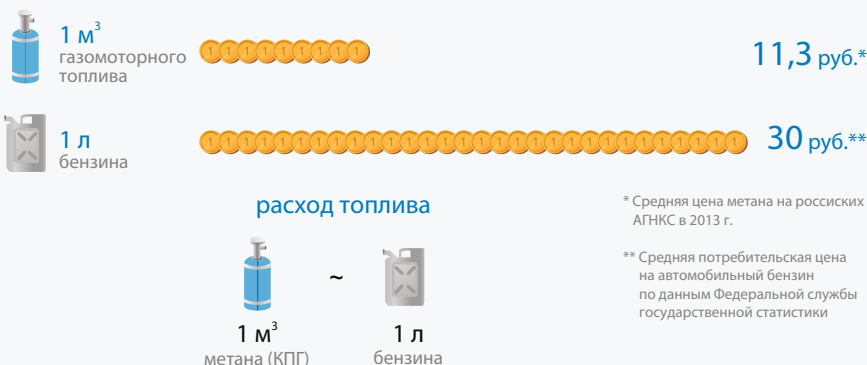 1 м³
газомоторного
топлива
11,3 руб.*
1 л
бензина
30 руб.**
расход топлива
~
1 м³
метана (КПГ)
1 л
бензина
* Средняя цена метана на россиских
АГНКС в 2013 г.
** Средняя потребительская цена
на автомобильный бензин
по данным Федеральной службы
государственной статистики